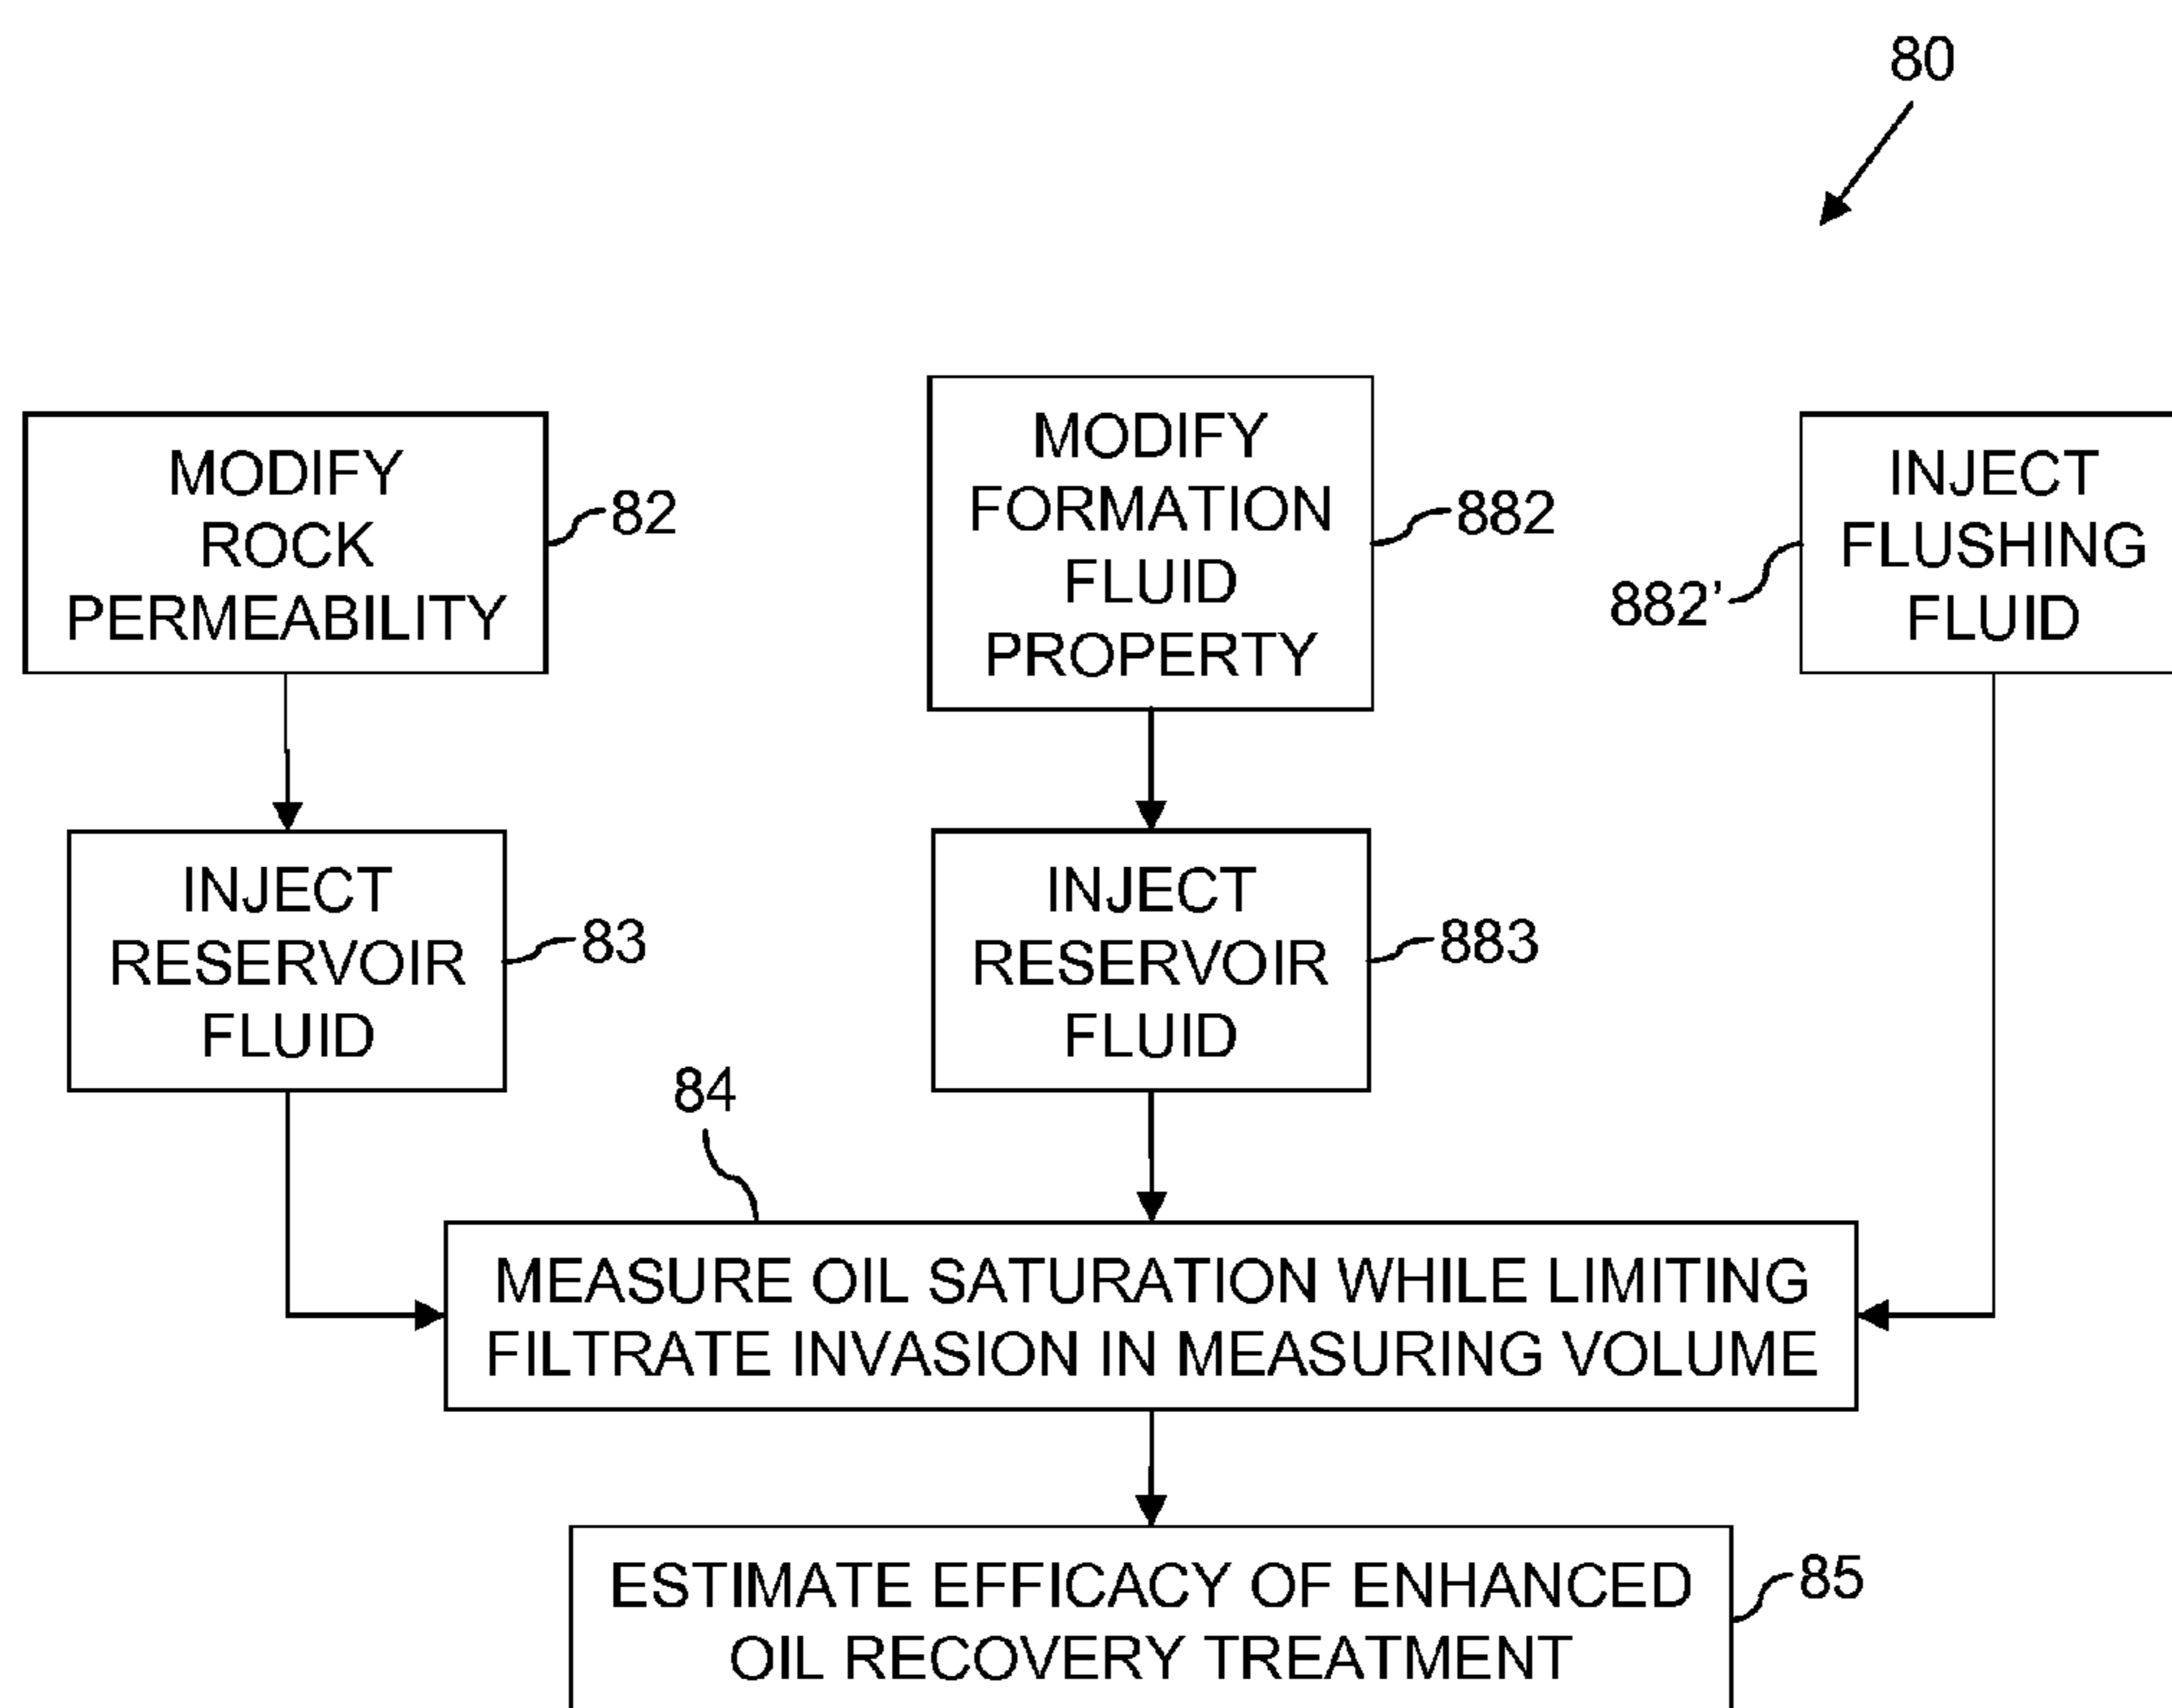 80
MODIFY
ROCK
PERMEABILITY
82
MODIFY
FORMATION
FLUID
PROPERTY
882
INJECT
FLUSHING
FLUID
882’
INJECT
RESERVOIR
FLUID
83
INJECT
RESERVOIR
FLUID
883
84
MEASURE OIL SATURATION WHILE LIMITING
FILTRATE INVASION IN MEASURING VOLUME
ESTIMATE EFFICACY OF ENHANCED
OIL RECOVERY TREATMENT
85